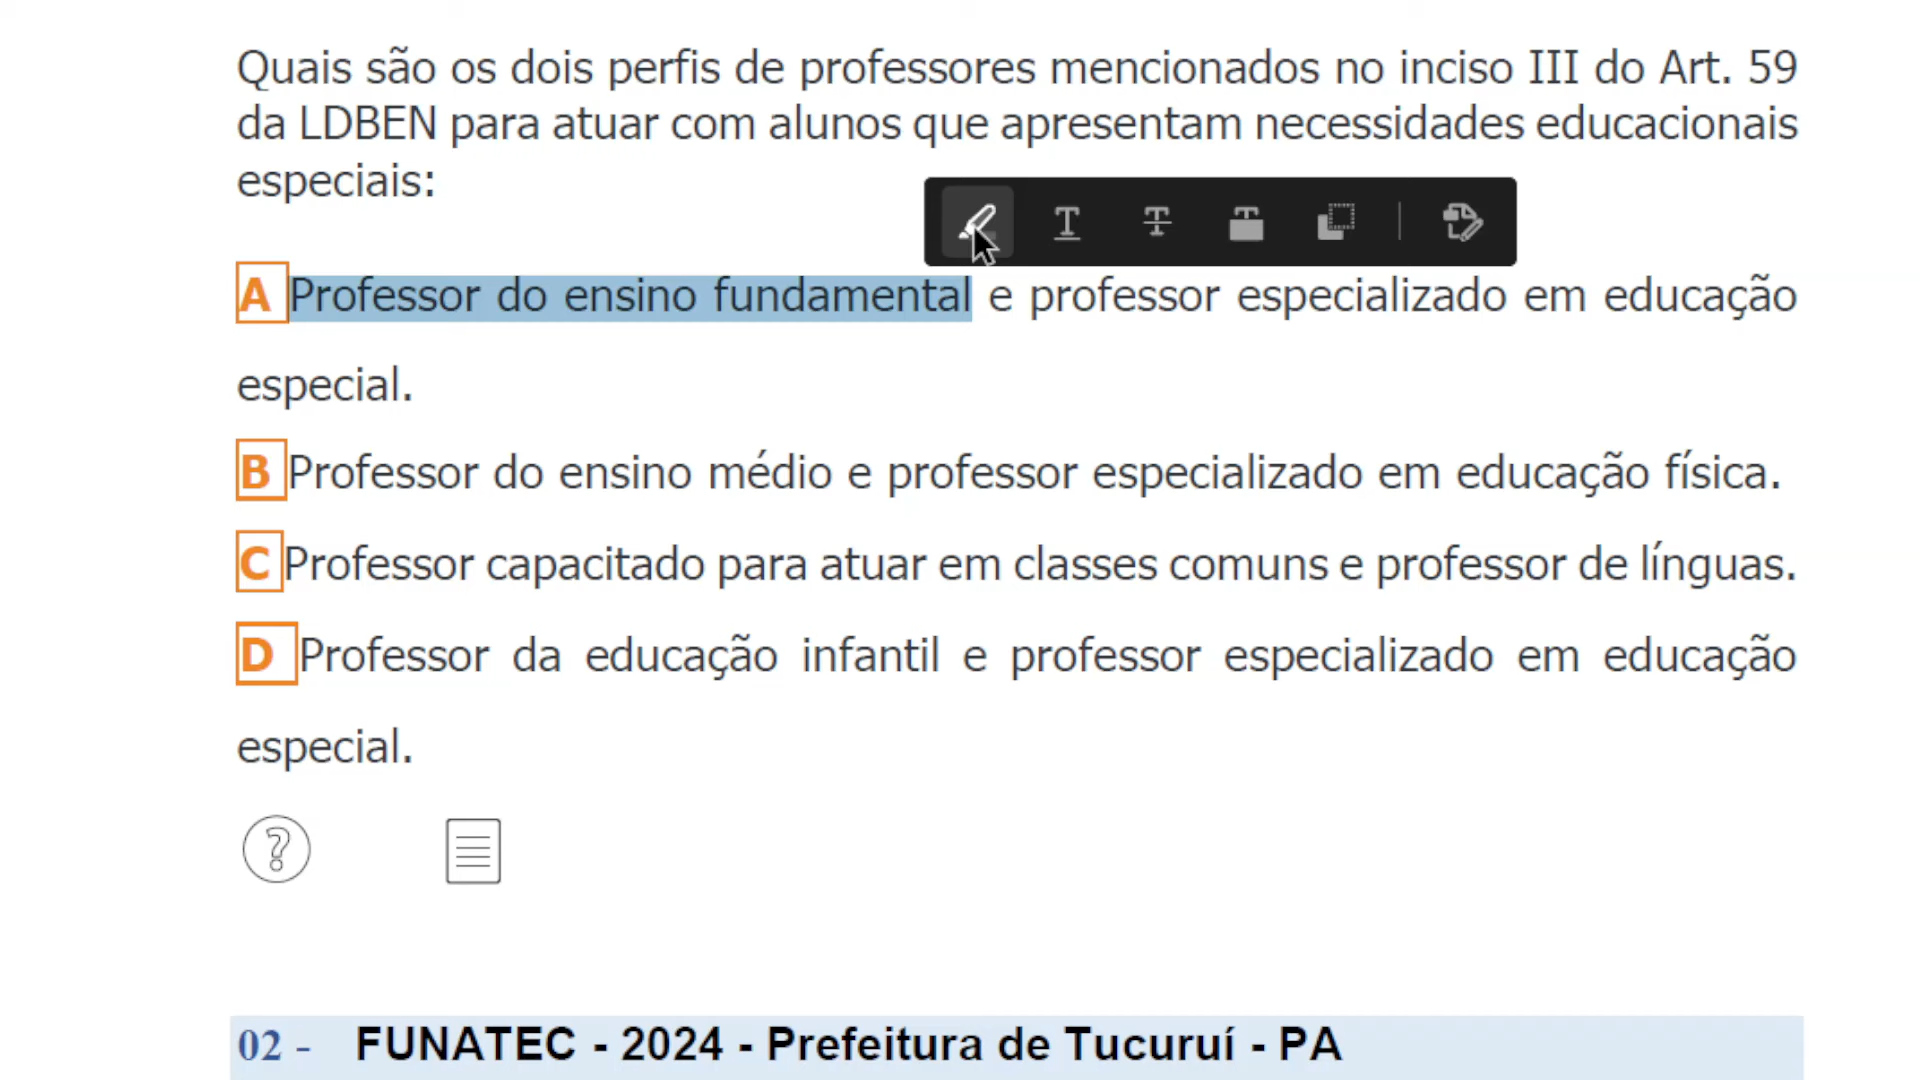 Quais são os dois perfis de professores mencionados no inciso III do Art. 59
da LDBEN para atuar com alunos que apresentam necessidades educacionais
especiais:
A Professor do ensino fundamental e professor especializado em educação
especial.
B Professor do ensino médio e professor especializado em educação física.
C Professor capacitado para atuar em classes comuns e professor de línguas.
D Professor da educação infantil e professor especializado em educação
especial.
02 - FUNATEC - 2024 - Prefeitura de Tucuruí - PA